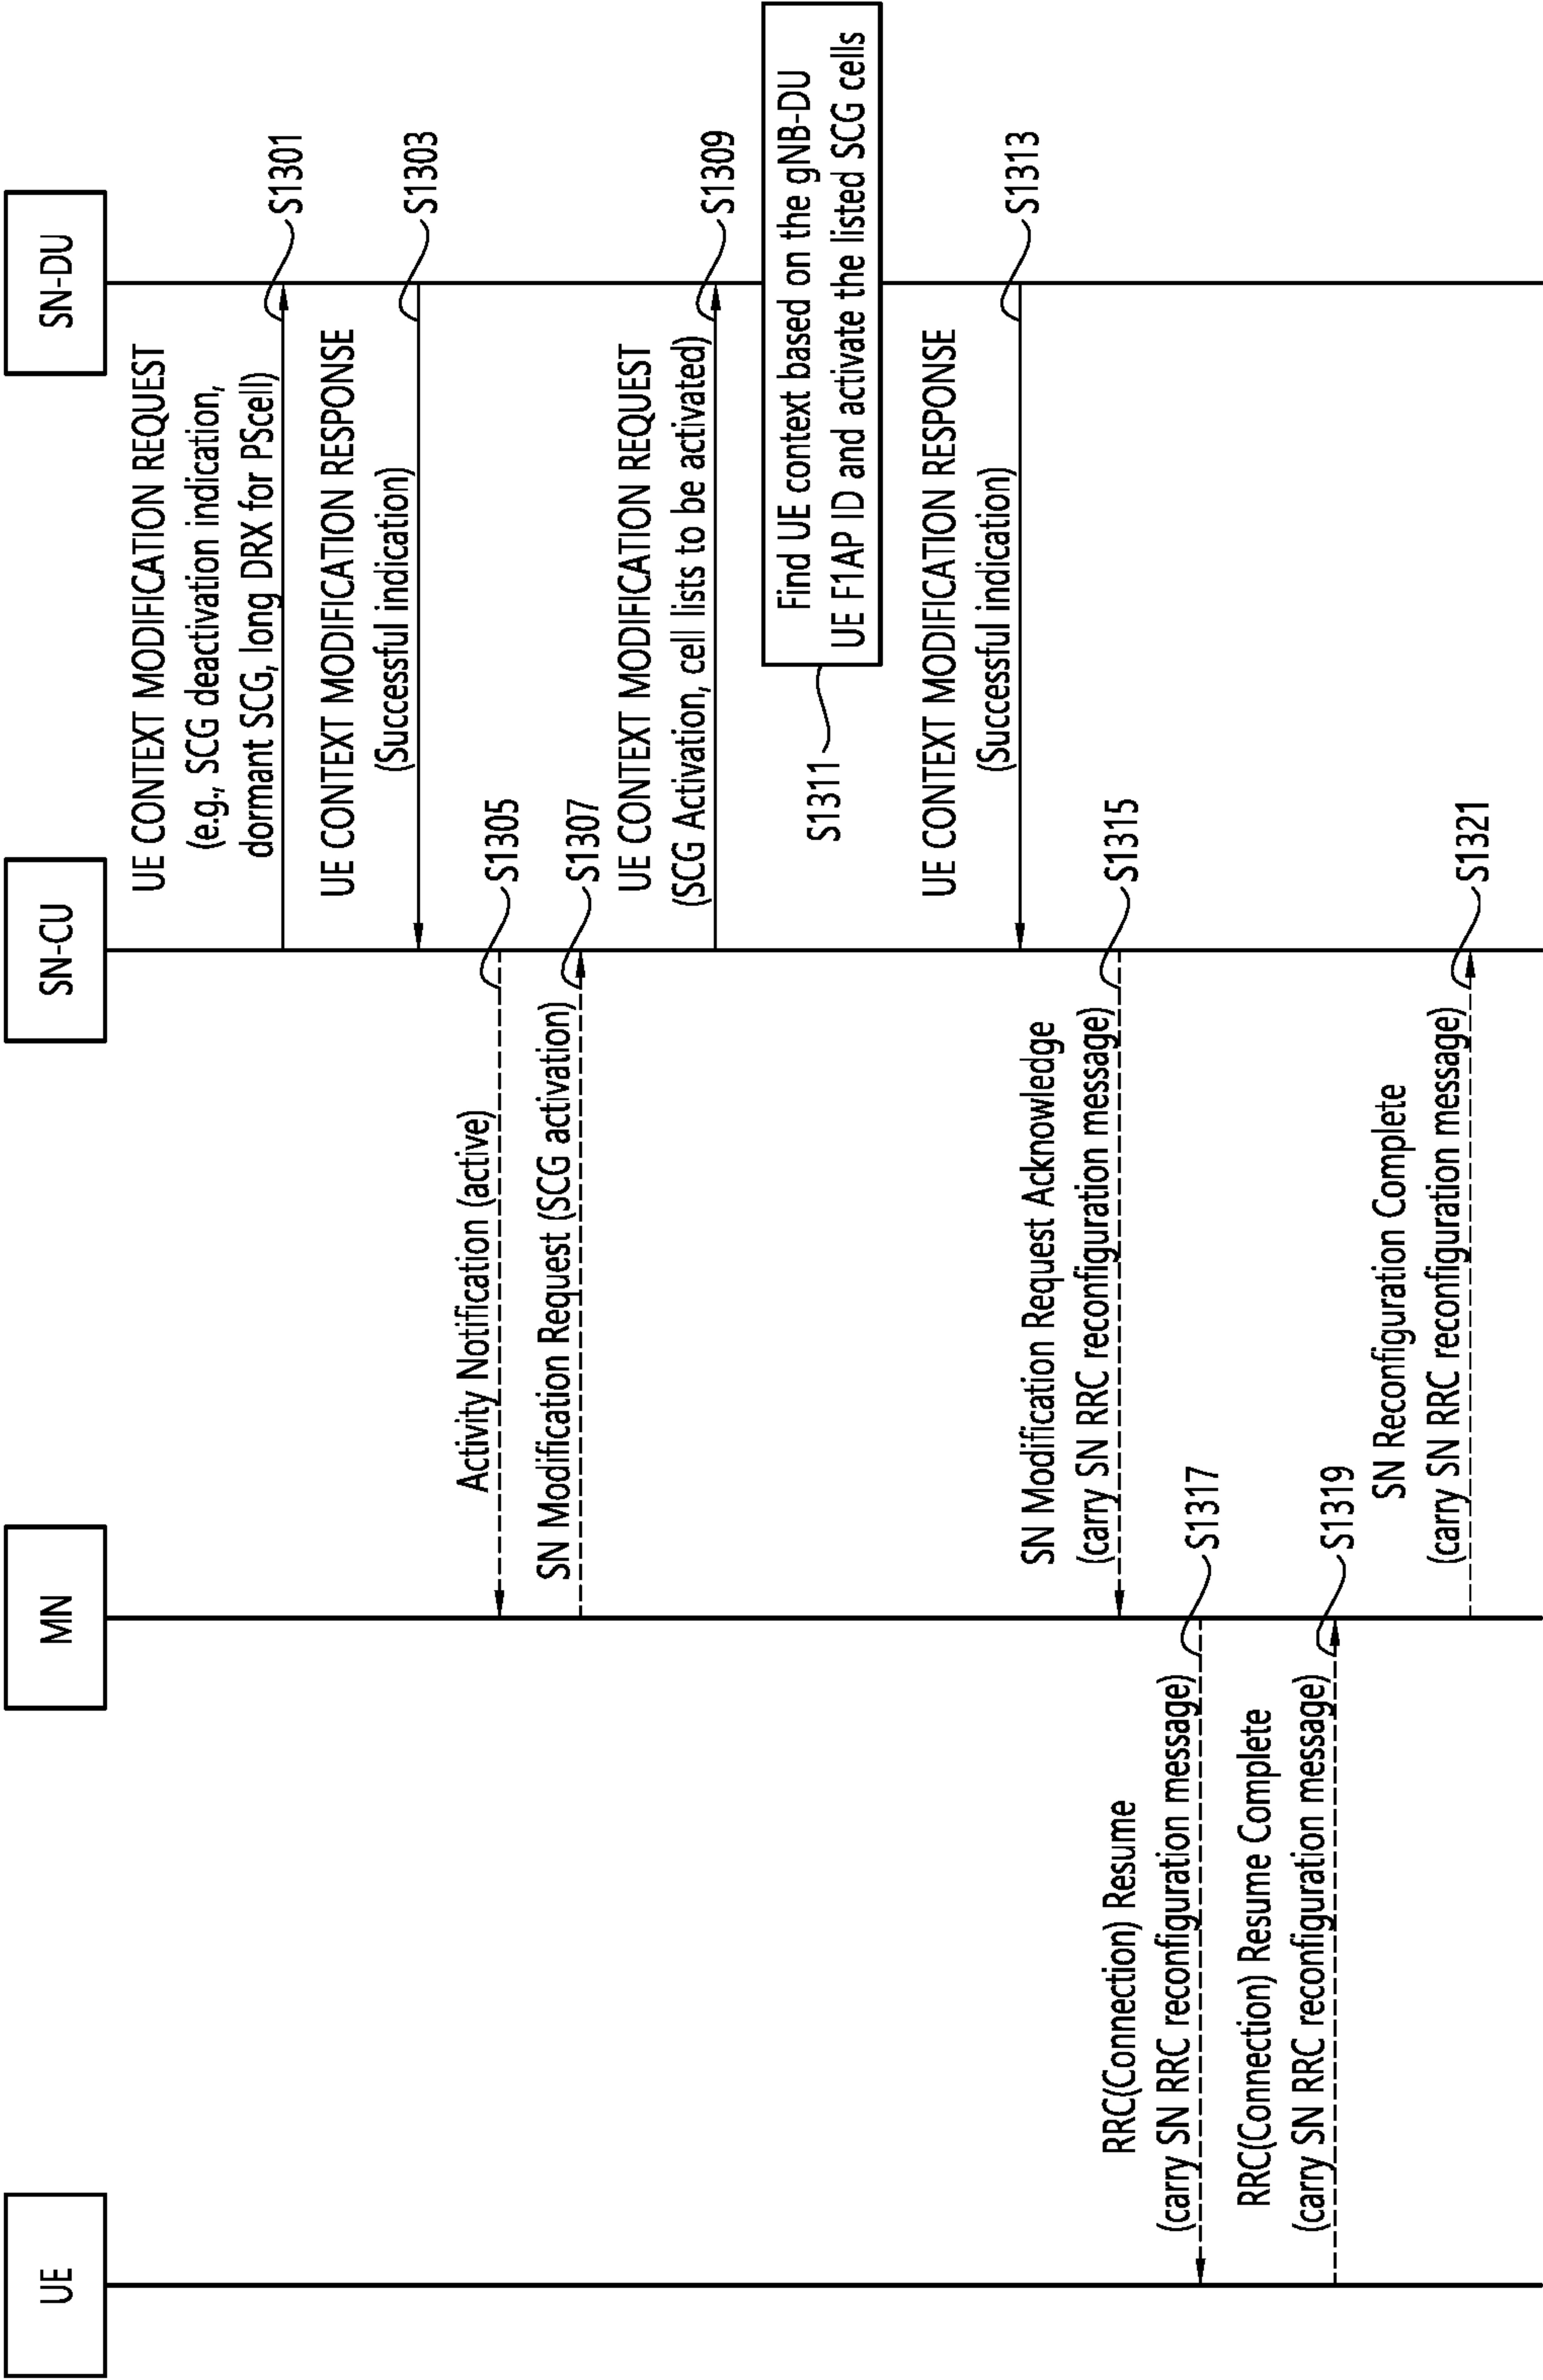 UE
MN
SN-CU
SN-DU
UE CONTEXT MODIFICATION REQUEST
(e.g., SCG deactivation indication,
dormant SCG, long DRX for PScell)
S1301
UE CONTEXT MODIFICATION RESPONSE
(Successful indication)
S1303
Activity Notification (active)
S1305
SN Modification Request (SCG activation)
S1307
UE CONTEXT MODIFICATION REQUEST
(SCG Activation, cell lists to be activated)
S1309
Find UE context based on the gNB-DU
UE F1AP ID and activate the listed SCG cells
S1311
UE CONTEXT MODIFICATION RESPONSE
(Successful indication)
S1313
SN Modification Request Acknowledge
(carry SN RRC reconfiguration message)
S1315
RRC(Connection) Resume
(carry SN RRC reconfiguration message)
S1317
RRC(Connection) Resume Complete
(carry SN RRC reconfiguration message)
S1319
SN Reconfiguration Complete
(carry SN RRC reconfiguration message)
S1321